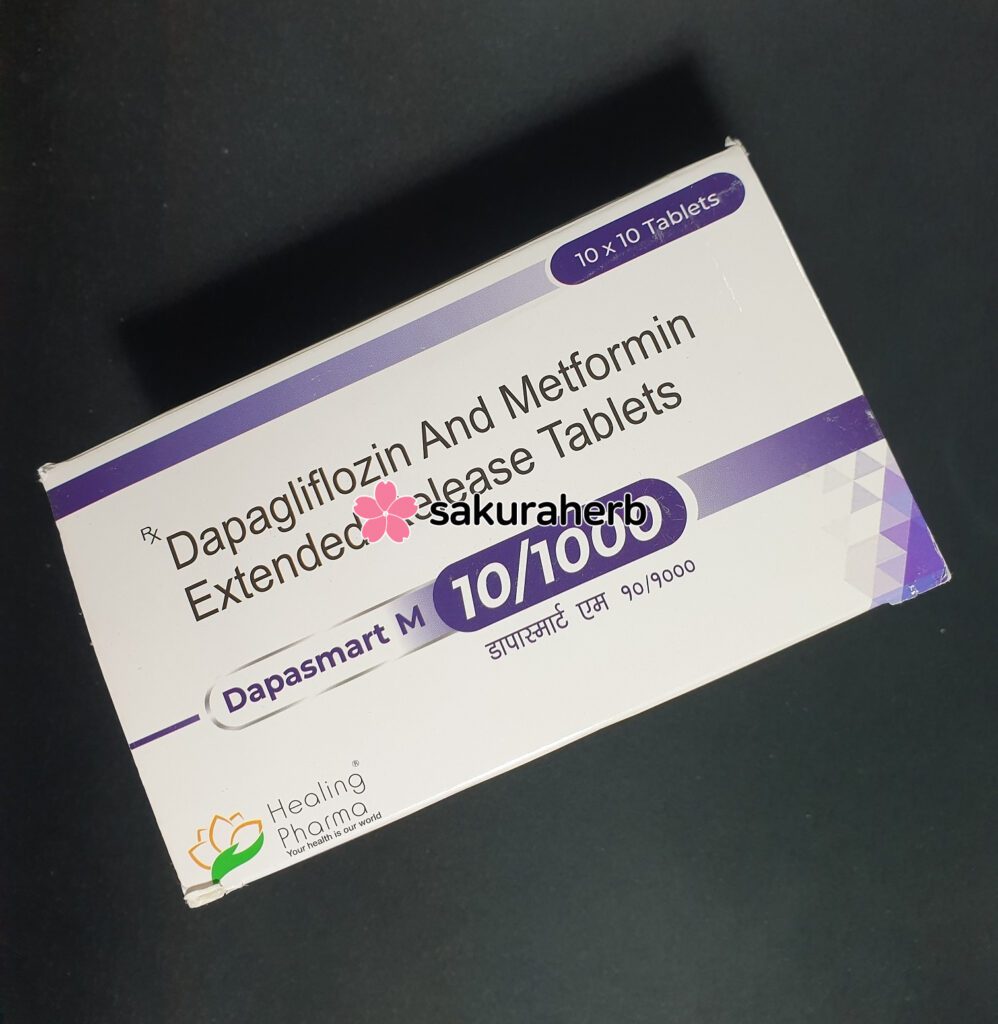 10 x 10 Tablets
Rx Dapagliflozin And Metformin
Extended Release Tablets
sakuraherb
Dapasmart M 10/1000
डापास्मार्ट एम १०/१०००
Healing
Pharma®
Your health is our world